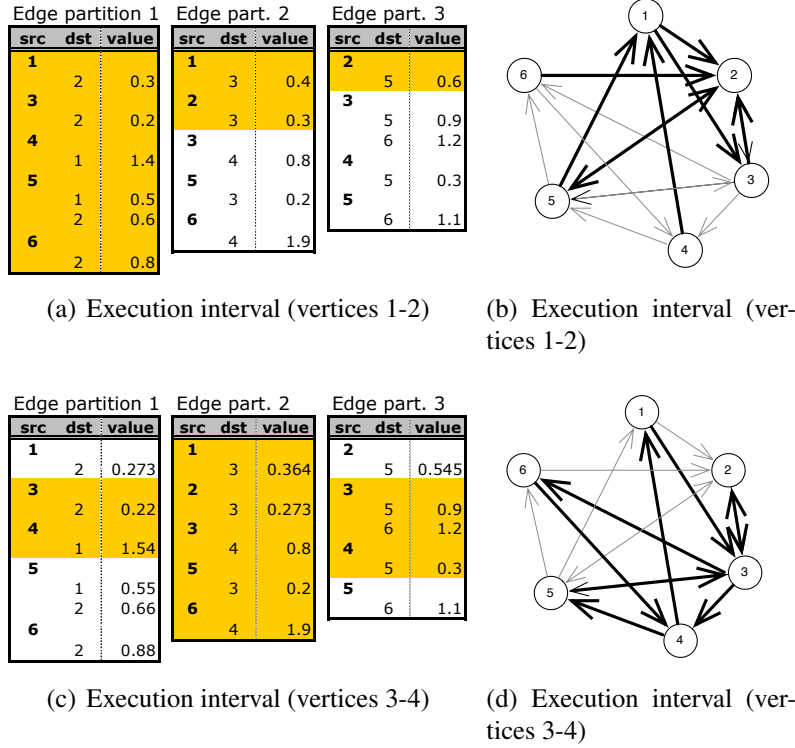 Edge partition 1 Edge part. 2 Edge part. 3
src dst value src dst value src dst value
1 1 2
2 0.3 3 0.4 5 0.6
3 2 3
2 0.2 3 0.3 5 0.9
4 3 6 1.2
1 1.4 4 0.8 4
5 5 5 0.3
1 0.5 3 0.2 5
2 0.6 6 6 1.1
6 4 1.9
2 0.8
1
6
2
3
5
4
(a) Execution interval (vertices 1-2)
(b) Execution interval (ver-
tices 1-2)
Edge partition 1 Edge part. 2 Edge part. 3
src dst value src dst value src dst value
1 1 2
2 0.273 3 0.364 5 0.545
3 2 3
2 0.22 3 0.273 5 0.9
4 3 6 1.2
1 1.54 4 0.8 4
5 5 5 0.3
1 0.55 3 0.2 5
2 0.66 6 6 1.1
6 4 1.9
2 0.88
1
6
2
3
5
4
(c) Execution interval (vertices 3-4)
(d) Execution interval (ver-
tices 3-4)